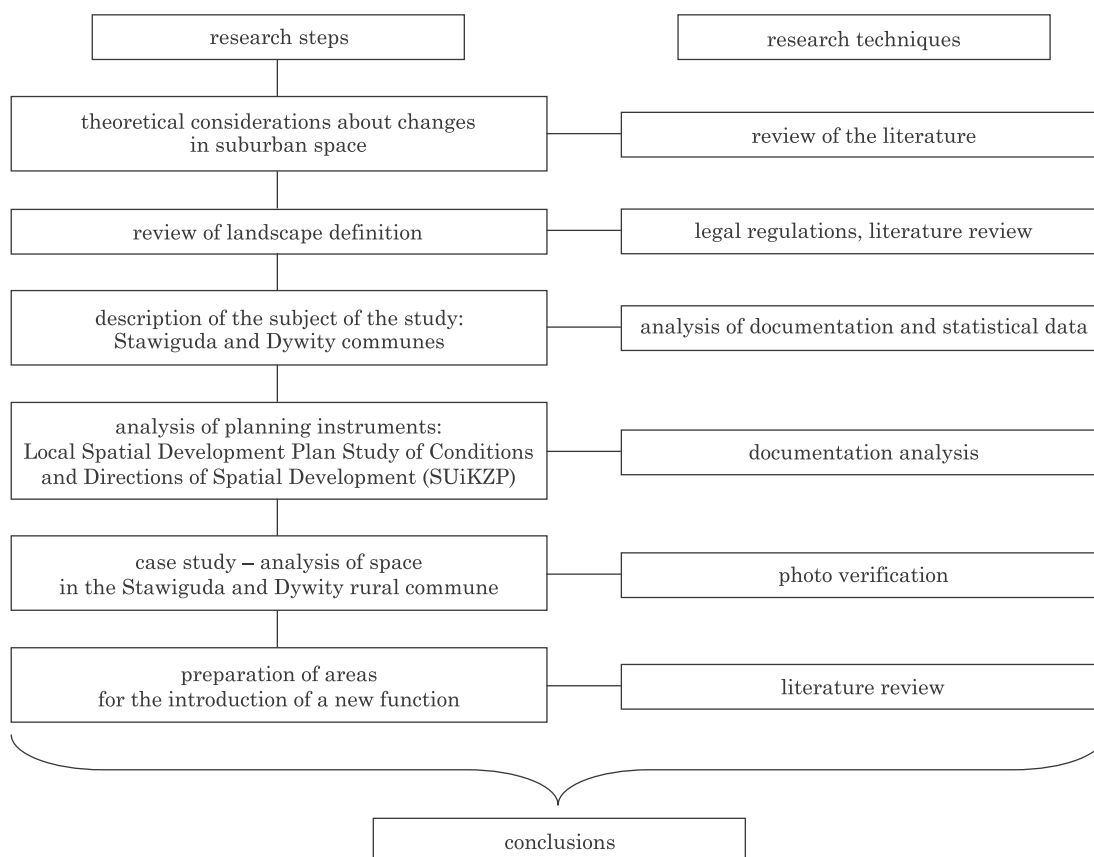 research steps
research techniques
theoretical considerations about changes
in suburban space
review of the literature
review of landscape definition
legal regulations, literature review
description of the subject of the study:
Stawiguda and Dywity communes
analysis of documentation and statistical data
analysis of planning instruments:
Local Spatial Development Plan Study of Conditions
and Directions of Spatial Development (SUiKZP)
documentation analysis
case study – analysis of space
in the Stawiguda and Dywity rural commune
photo verification
preparation of areas
for the introduction of a new function
literature review
conclusions